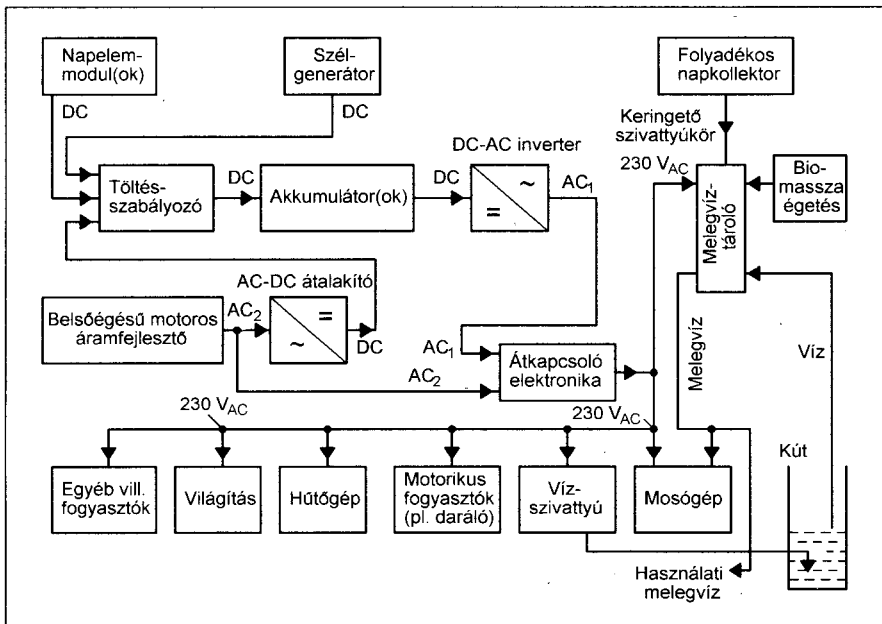 Napelem-
modul(ok)
Szél-
generátor
Folyadékos
napkollektor
DC
DC
Keringető
szivattyúkör
DC-AC inverter
230 VAC
Töltés-
szabályozó
DC
Akkumulátor(ok)
DC
~
=
AC1
Melegvíz-
tároló
Bio-
massza
égetés
AC-DC átalakító
Belsőégésű motoros
áramfejlesztő
AC2
=
~
DC
AC1
AC2
Átkapcsoló
elektronika
Melegvíz
Víz
230 VAC
230 VAC
Kút
Egyéb vill.
fogyasztók
Világítás
Hűtőgép
Motorikus
fogyasztók
(pl. daráló)
Víz-
szivattyú
Mosógép
Használati
melegvíz